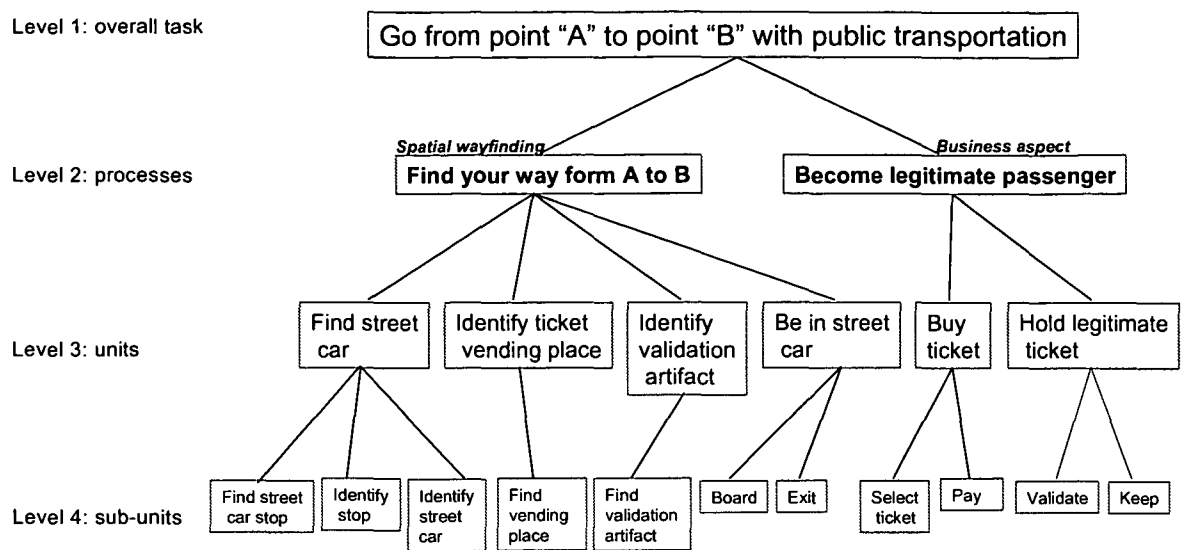 Level 1: overall task
Go from point “A” to point “B” with public transportation
Spatial wayfinding
Business aspect
Level 2: processes
Find your way form A to B
Become legitimate passenger
Level 3: units
Find street
car
Identify ticket
vending place
Identify
validation
artifact
Be in street
car
Buy
ticket
Hold legitimate
ticket
Level 4: sub-units
Find street
car stop
Identify
stop
Identify
street
car
Find
vending
place
Find
validation
artifact
Board
Exit
Select
ticket
Pay
Validate
Keep